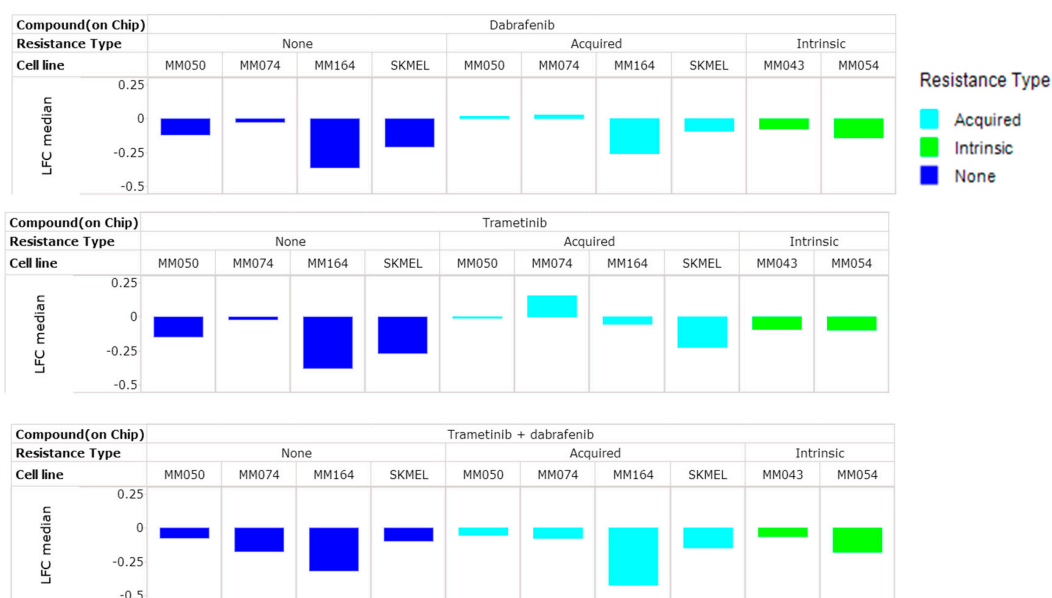 Compound(on Chip) Dabrafenib
Resistance Type None Acquired Intrinsic
Cell line MM050 MM074 MM164 SKMEL MM050 MM074 MM164 SKMEL MM043 MM054
LFC median
0.25
0
-0.25
-0.5
Resistance Type
Acquired
Intrinsic
None
Compound(on Chip) Trametinib
Resistance Type None Acquired Intrinsic
Cell line MM050 MM074 MM164 SKMEL MM050 MM074 MM164 SKMEL MM043 MM054
LFC median
0.25
0
-0.25
-0.5
Compound(on Chip) Trametinib + dabrafenib
Resistance Type None Acquired Intrinsic
Cell line MM050 MM074 MM164 SKMEL MM050 MM074 MM164 SKMEL MM043 MM054
LFC median
0.25
0
-0.25
-0.5